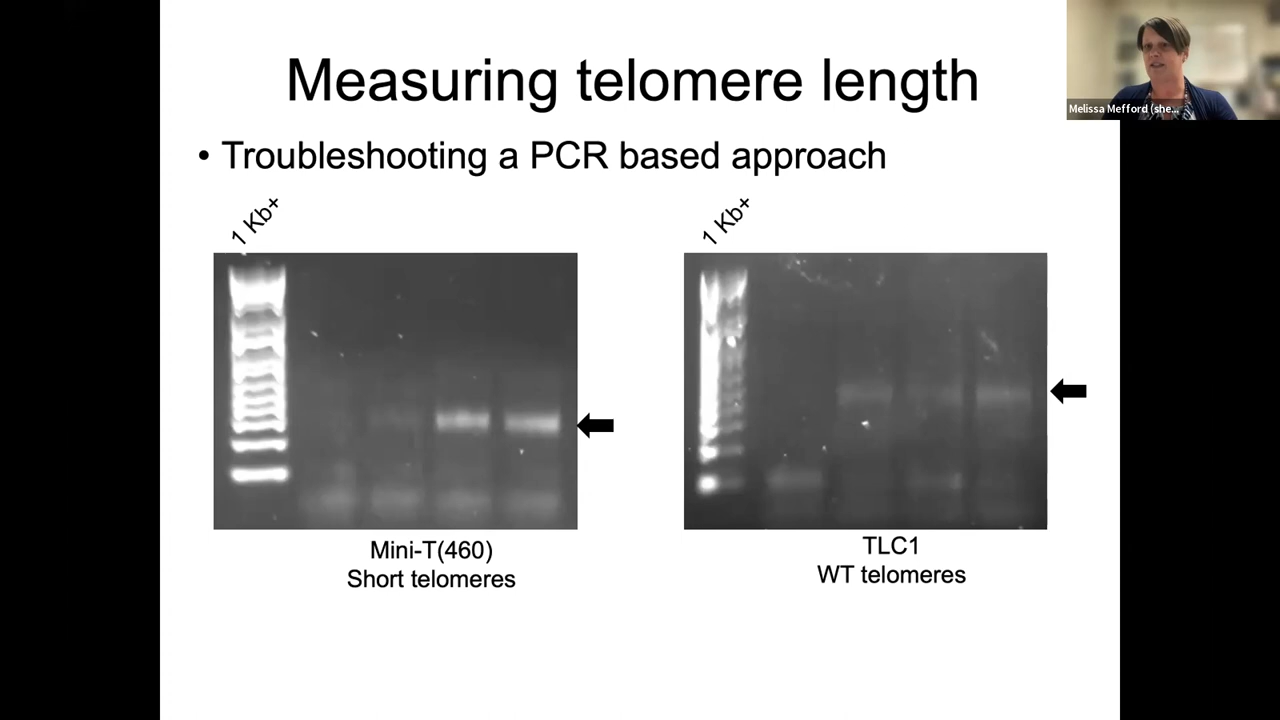 Measuring telomere length
• Troubleshooting a PCR based approach
1 Kb+
1 Kb+
Mini-T(460)
Short telomeres
TLC1
WT telomeres
Melissa Mefford (she...